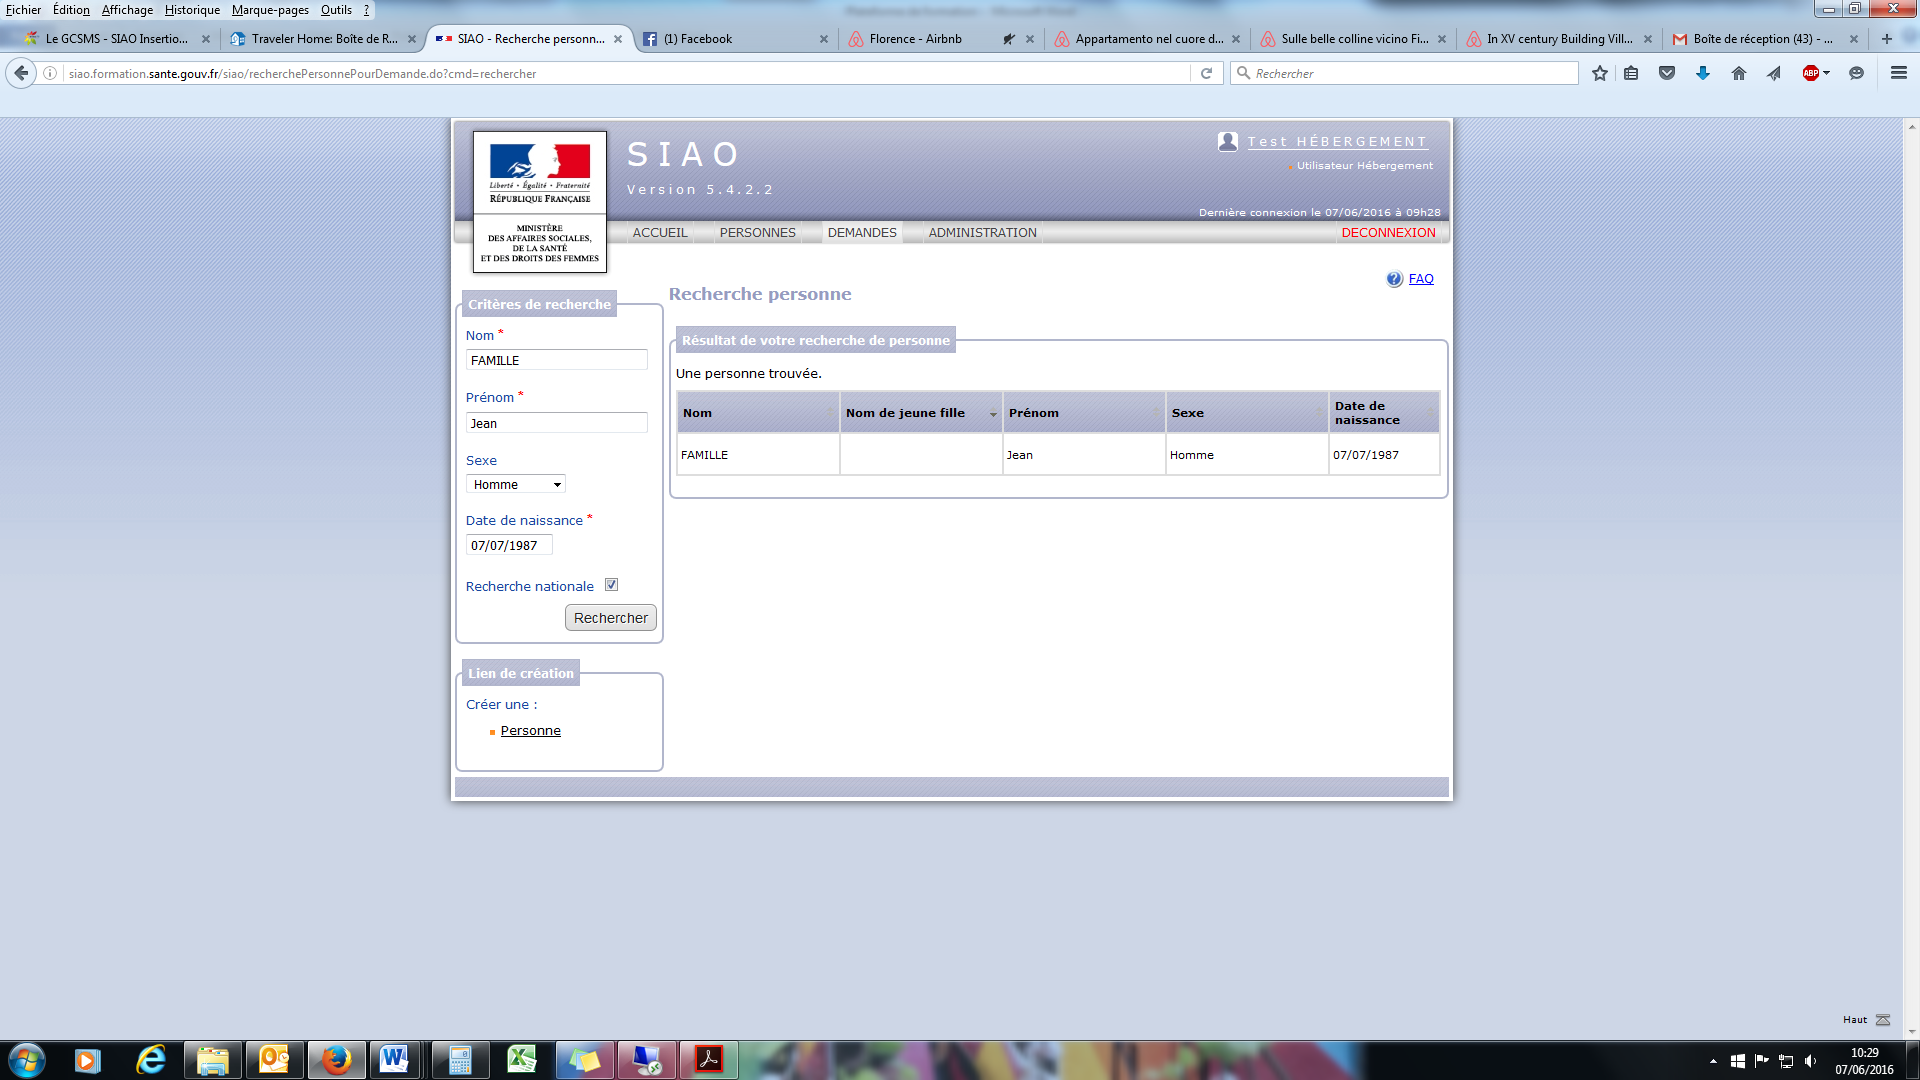 Fichier Édition Affichage Historique Marque-pages Outils ?
Le GCSMS - SIAO Insertio... Traveler Home: Boîte de R... SIAO - Recherche personn... (1) Facebook Florence - Airbnb Appartamento nel cuore d... Sulle belle colline vicino Fi... In XV century Building Vill... Boîte de réception (43) - ...
siao.formation.sante.gouv.fr/siao/recherchePersonnePourDemande.do?cmd=rechercher
Rechercher
ABP
Liberté • Égalité • Fraternité
RÉPUBLIQUE FRANÇAISE
MINISTÈRE
DES AFFAIRES SOCIALES,
DE LA SANTÉ
ET DES DROITS DES FEMMES
SIAO
Version 5.4.2.2
Test HÉBERGEMENT
Utilisateur Hébergement
Dernière connexion le 07/06/2016 à 09h28
ACCUEIL PERSONNES DEMANDES ADMINISTRATION DECONNEXION
FAQ
Critères de recherche
Nom *
FAMILLE
Prénom *
Jean
Sexe
Homme
Date de naissance *
07/07/1987
Recherche nationale
Rechercher
Lien de création
Créer une :
Personne
Recherche personne
Résultat de votre recherche de personne
Une personne trouvée.
Nom Nom de jeune fille Prénom Sexe Date de naissance
FAMILLE Jean Homme 07/07/1987
Haut
10:29
07/06/2016